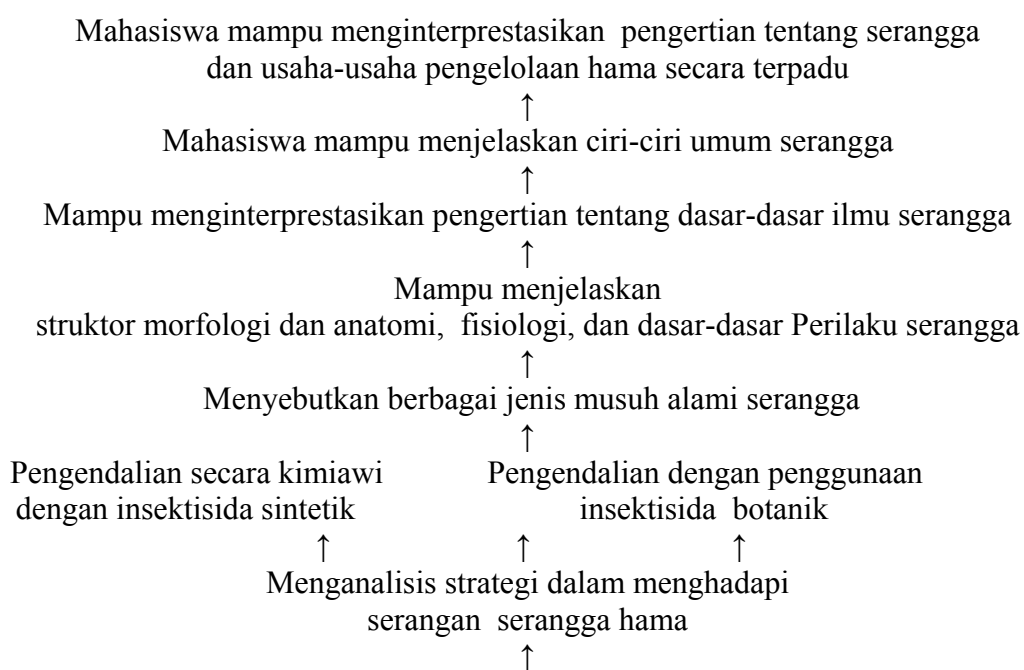 Mahasiswa mampu menginterprestasikan pengertian tentang serangga
dan usaha-usaha pengelolaan hama secara terpadu
↑
Mahasiswa mampu menjelaskan ciri-ciri umum serangga
↑
Mampu menginterprestasikan pengertian tentang dasar-dasar ilmu serangga
↑
Mampu menjelaskan
struktor morfologi dan anatomi, fisiologi, dan dasar-dasar Perilaku serangga
↑
Menyebutkan berbagai jenis musuh alami serangga
↑
Pengendalian secara kimiawi Pengendalian dengan penggunaan
dengan insektisida sintetik insektisida botanik
↑ ↑ ↑
Menganalisis strategi dalam menghadapi
serangan serangga hama
↑